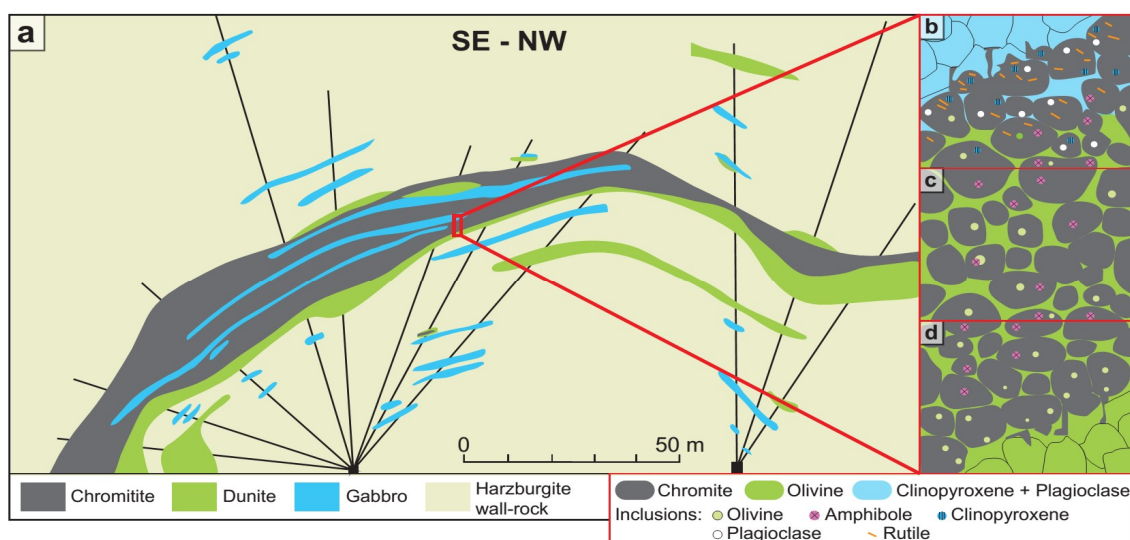 a
SE - NW
b
c
d
0 50 m
Chromitite Dunite Gabbro Harzburgite
wall-rock
Chromite Olivine Clinopyroxene + Plagioclase
Inclusions: Olivine Amphibole Clinopyroxene
Plagioclase Rutile